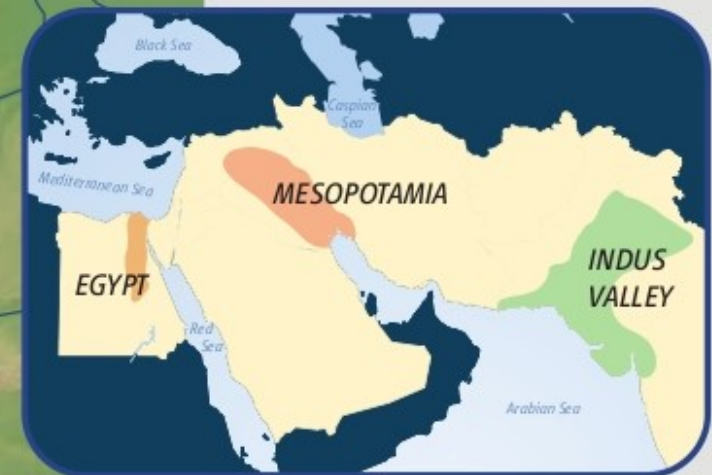 Black Sea
Caspian
Sea
Mediterranean Sea
MESOPOTAMIA
EGYPT
INDUS
VALLEY
Red
Sea
Arabian Sea